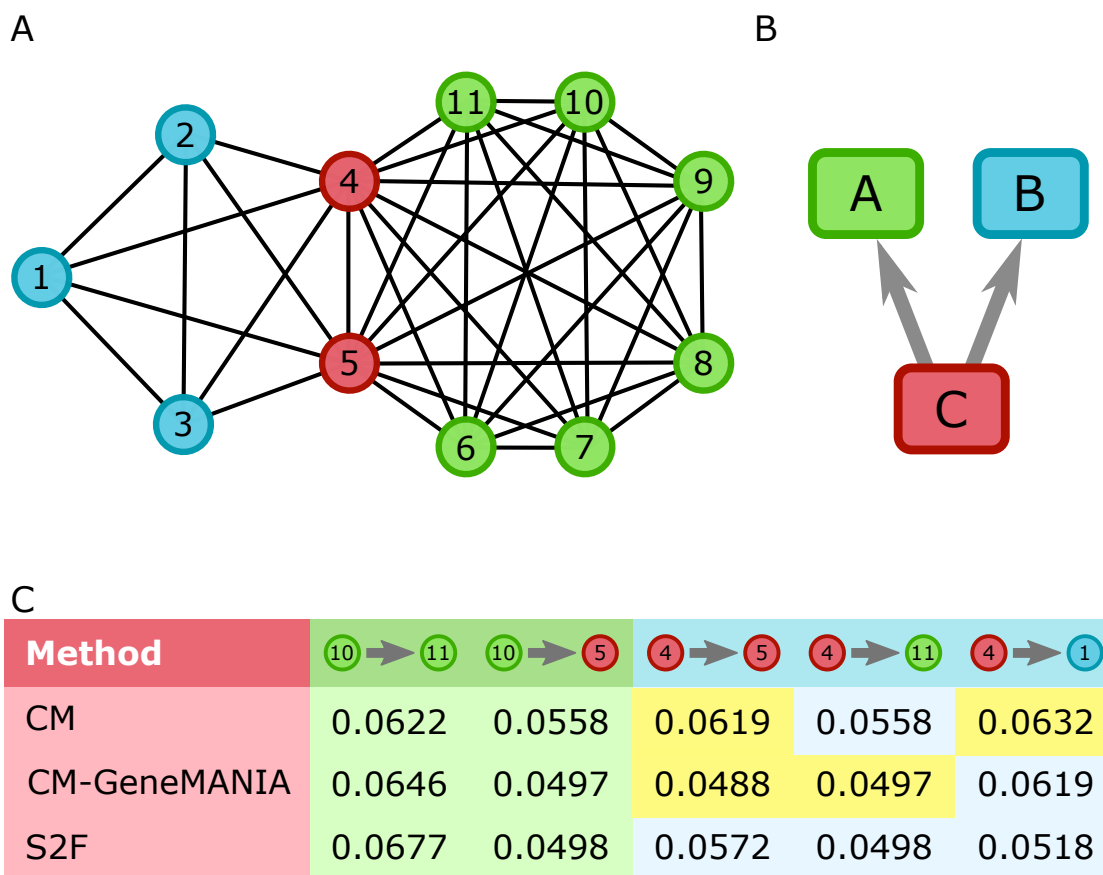 A
B
11 10
2
4 9
A B
1
5 8
C
3
6 7
C
Method 10 11 10 5 4 5 4 11 4 1
CM 0.0622 0.0558 0.0619 0.0558 0.0632
CM-GeneMANIA 0.0646 0.0497 0.0488 0.0497 0.0619
S2F 0.0677 0.0498 0.0572 0.0498 0.0518